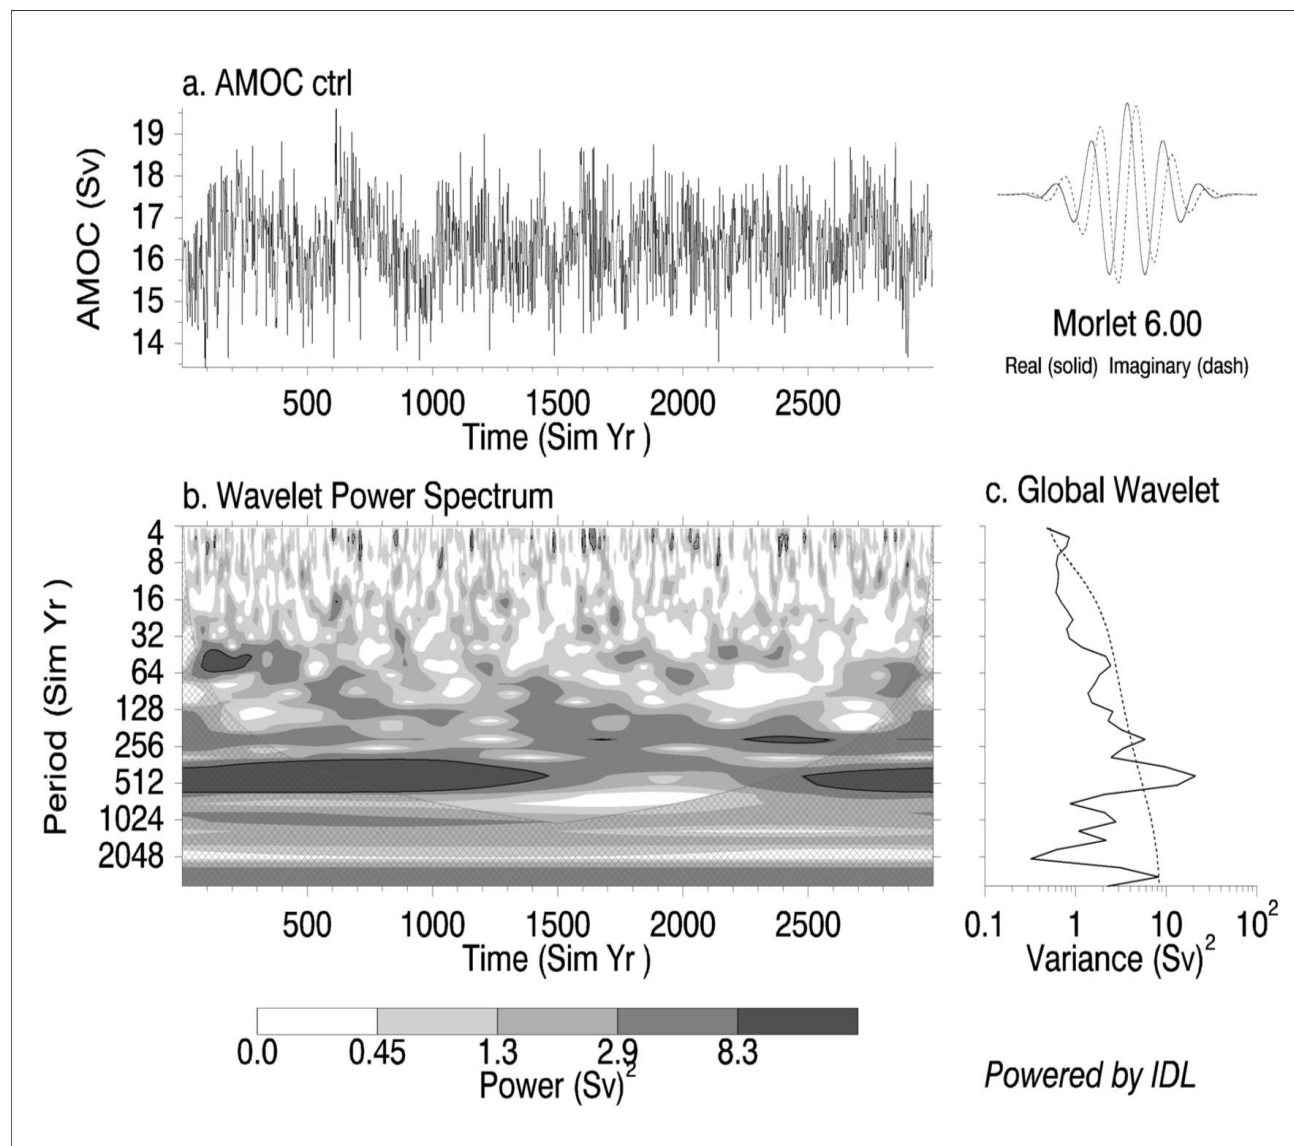 a. AMOC ctrl
AMOC (Sv)
19
18
17
16
15
14
500 1000 1500 2000 2500
Time (Sim Yr )
Morlet 6.00
Real (solid) Imaginary (dash)
b. Wavelet Power Spectrum
Period (Sim Yr)
4
8
16
32
64
128
256
512
1024
2048
500 1000 1500 2000 2500
Time (Sim Yr )
c. Global Wavelet
0.1 1 10 10²
Variance (Sv)²
0.0 0.45 1.3 2.9 8.3
Power (Sv)²
Powered by IDL